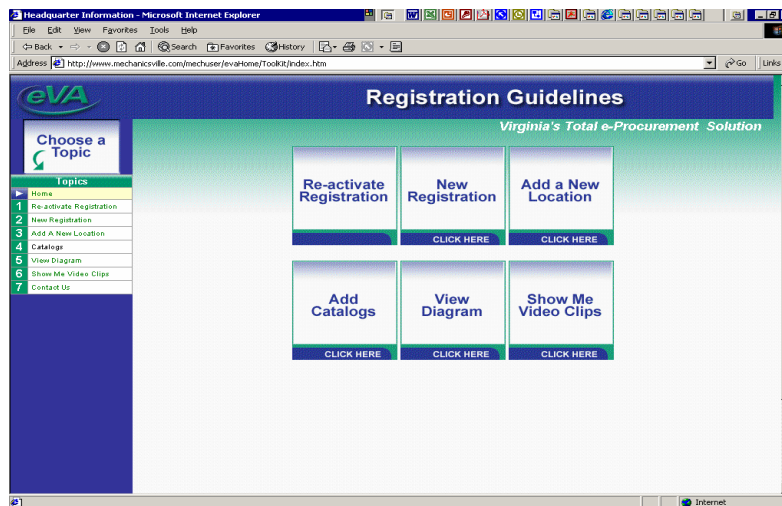 Headquarter Information - Microsoft Internet Explorer
File Edit View Favorites Tools Help
Back Search Favorites History
Address http://www.mechanicsville.com/mechuser/evaHome/ToolKit/index.htm Go Links
eVA
Registration Guidelines
Virginia's Total e-Procurement Solution
Choose a
Topic
Topics
Home
1 Re-activate Registration
2 New Registration
3 Add A New Location
4 Catalogs
5 View Diagram
6 Show Me Video Clips
7 Contact Us
Re-activate
Registration
New
Registration
CLICK HERE
Add a New
Location
CLICK HERE
Add
Catalogs
CLICK HERE
View
Diagram
CLICK HERE
Show Me
Video Clips
CLICK HERE
Internet